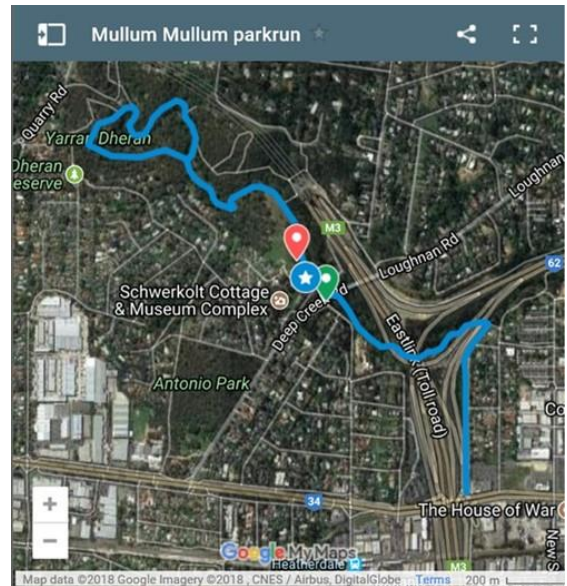 Mullum Mullum parkrun
Quarry Rd
Yarran Dheran
Dheran
eserve
M3
Loughnan
Loughnan Rd
62
Schwerkolt Cottage
& Museum Complex
Deep Creek Rd
Eastlink (Toll road)
Antonio Park
Co
34
The House of War
+
−
Google My Maps
Heatherdale
M3
New S
Map data ©2018 Google Imagery ©2018 , CNES / Airbus, DigitalGlobe Terms 200 m